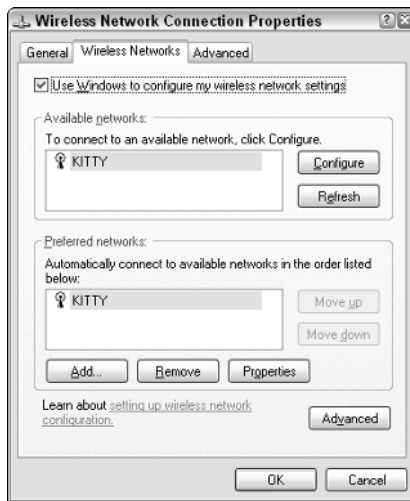 Wireless Network Connection Properties
General Wireless Networks Advanced
Use Windows to configure my wireless network settings
Available networks:
To connect to an available network, click Configure.
KITTY
Configure
Refresh
Preferred networks:
Automatically connect to available networks in the order listed
below:
KITTY
Move up
Move down
Add... Remove Properties
Learn about setting up wireless network
configuration.
Advanced
OK Cancel